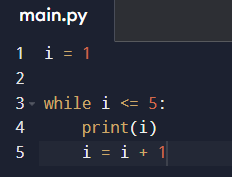 main.py
1 i = 1
2
3 while i <= 5:
4     print(i)
5     i = i + 1